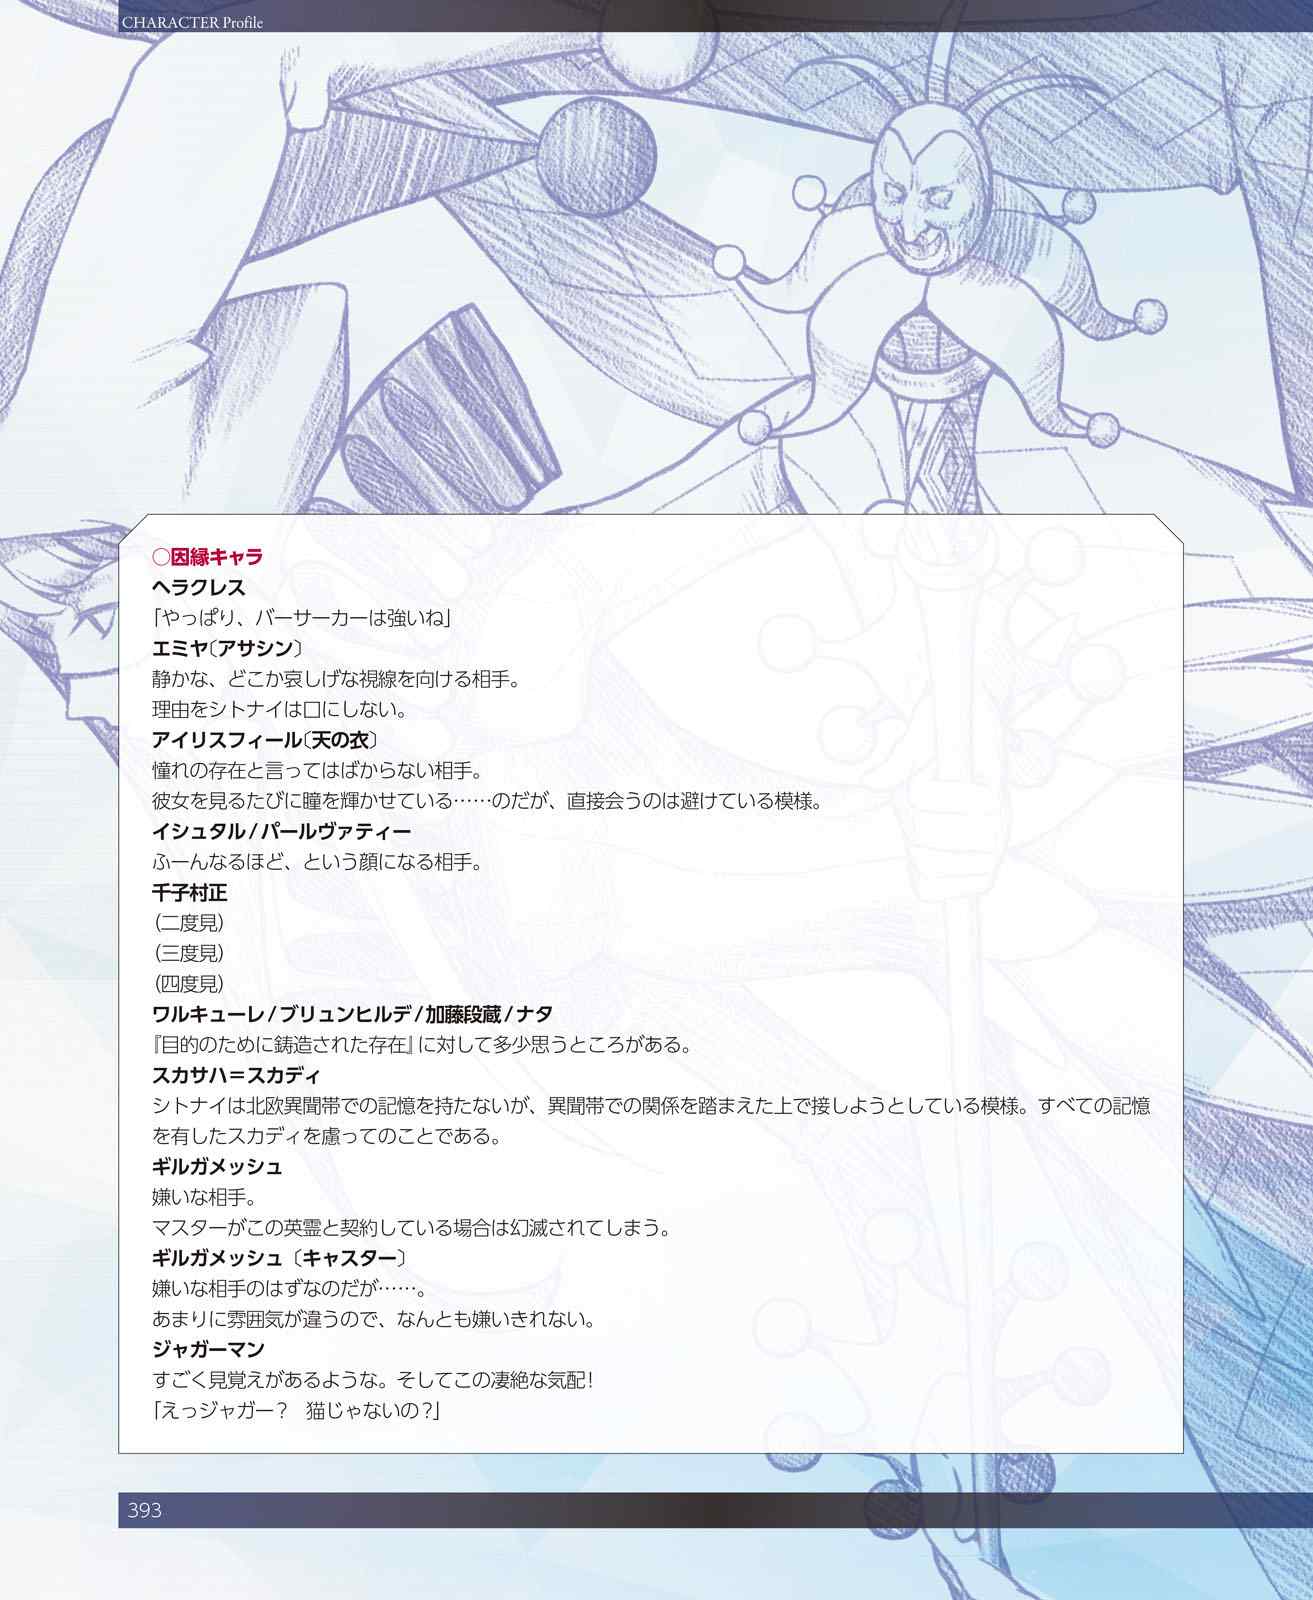 CHARACTER Profile
○因縁キャラ
ヘラクレス
「やっぱり、バーサーカーは強いね」
エミヤ〔アサシン〕
静かな、どこか哀しげな視線を向ける相手。
理由をシトナイは口にしない。
アイリスフィール〔天の衣〕
憧れの存在と言ってはばからない相手。
彼女を見るたびに瞳を輝かせている……のだが、直接会うのは避けている模様。
イシュタル/パールヴァティー
ふーんなるほど、という顔になる相手。
千子村正
（二度見）
（三度見）
（四度見）
ワルキューレ/ブリュンヒルデ/加藤段蔵/ナタ
『目的のために鋳造された存在』に対して多少思うところがある。
スカサハ＝スカディ
シトナイは北欧異聞帯での記憶を持たないが、異聞帯での関係を踏まえた上で接しようとしている模様。すべての記憶
を有したスカディを慮ってのことである。
ギルガメッシュ
嫌いな相手。
マスターがこの英霊と契約している場合は幻滅されてしまう。
ギルガメッシュ〔キャスター〕
嫌いな相手のはずなのだが……。
あまりに雰囲気が違うので、なんとも嫌いきれない。
ジャガーマン
すごく見覚えがあるような。そしてこの凄絶な気配！
「えっジャガー？　猫じゃないの？」
393